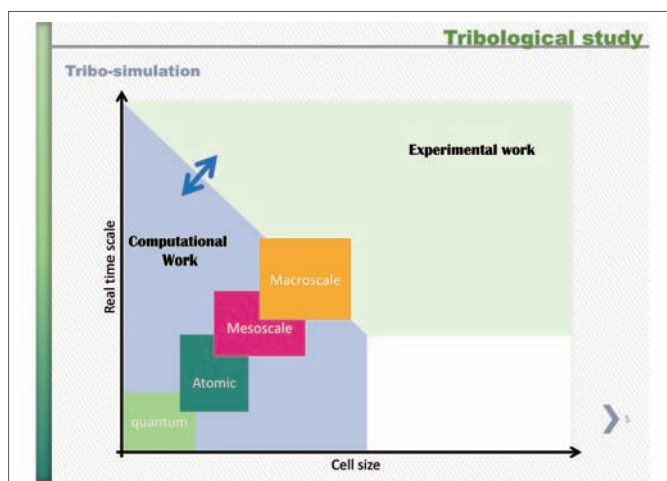 Tribological study
Tribo-simulation
Experimental work
Computational
Work
Macroscale
Mesoscale
Atomic
quantum
Real time scale
Cell size
5